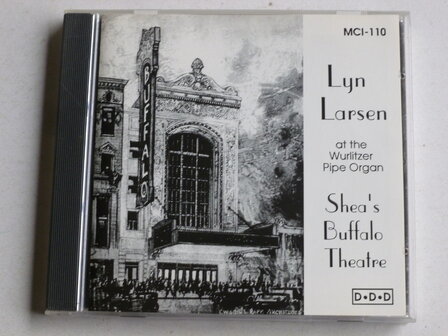 MCI-110
Lyn
Larsen
at the
Wurlitzer
Pipe Organ
Shea's
Buffalo
Theatre
D•D•D
BUFFALO